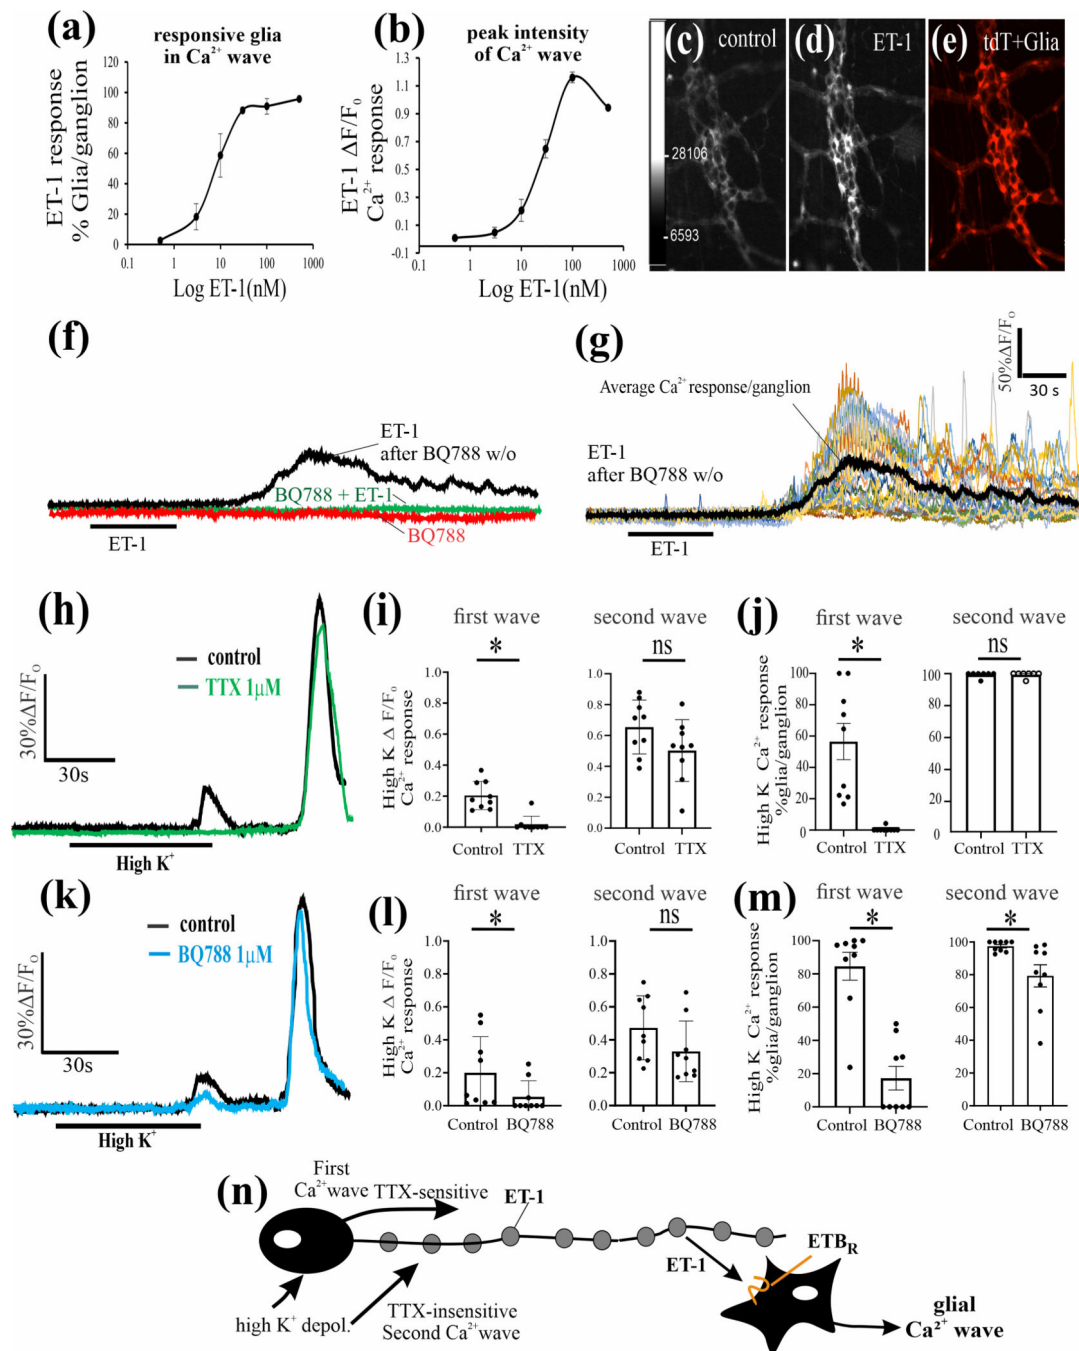 (a)
responsive glia
in Ca²⁺ wave
ET-1 response
% Glia/ganglion
120
100
80
60
40
20
0
0.1 1 10 100 1000
Log ET-1(nM)
(b)
peak intensity
of Ca²⁺ wave
ET-1 ΔF/F₀
Ca²⁺ response
1.3
1.1
0.9
0.7
0.5
0.3
0.1
-0.1
0.1 1 10 100 1000
Log ET-1(nM)
(c) control
28106
6593
(d) ET-1
(e) tdT+Glia
(f)
ET-1
after BQ788 w/o
BQ788 + ET-1
BQ788
ET-1
(g)
50%ΔF/F₀
30 s
Average Ca²⁺ response/ganglion
ET-1
after BQ788 w/o
ET-1
(h)
control
TTX 1µM
30%ΔF/F₀
30s
High K⁺
(i)
first wave
*
High K Δ F/F₀
Ca²⁺ response
1.0
0.8
0.6
0.4
0.2
0.0
Control TTX
second wave
ns
1.0
0.8
0.6
0.4
0.2
0.0
Control TTX
(j)
first wave
*
High K Ca²⁺ response
%glia/ganglion
100
80
60
40
20
0
Control TTX
second wave
ns
100
80
60
40
20
0
Control TTX
(k)
control
BQ788 1µM
30%ΔF/F₀
30s
High K⁺
(l)
first wave
*
High K Δ F/F₀
Ca²⁺ response
1.0
0.8
0.6
0.4
0.2
0.0
Control BQ788
second wave
ns
1.0
0.8
0.6
0.4
0.2
0.0
Control BQ788
(m)
first wave
*
High K Ca²⁺ response
%glia/ganglion
100
80
60
40
20
0
Control BQ788
second wave
*
100
80
60
40
20
0
Control BQ788
(n)
First
Ca²⁺wave TTX-sensitive
ET-1
ETB_R
ET-1
high K⁺ depol.
TTX-insensitive
Second Ca²⁺wave
glial
Ca²⁺ wave